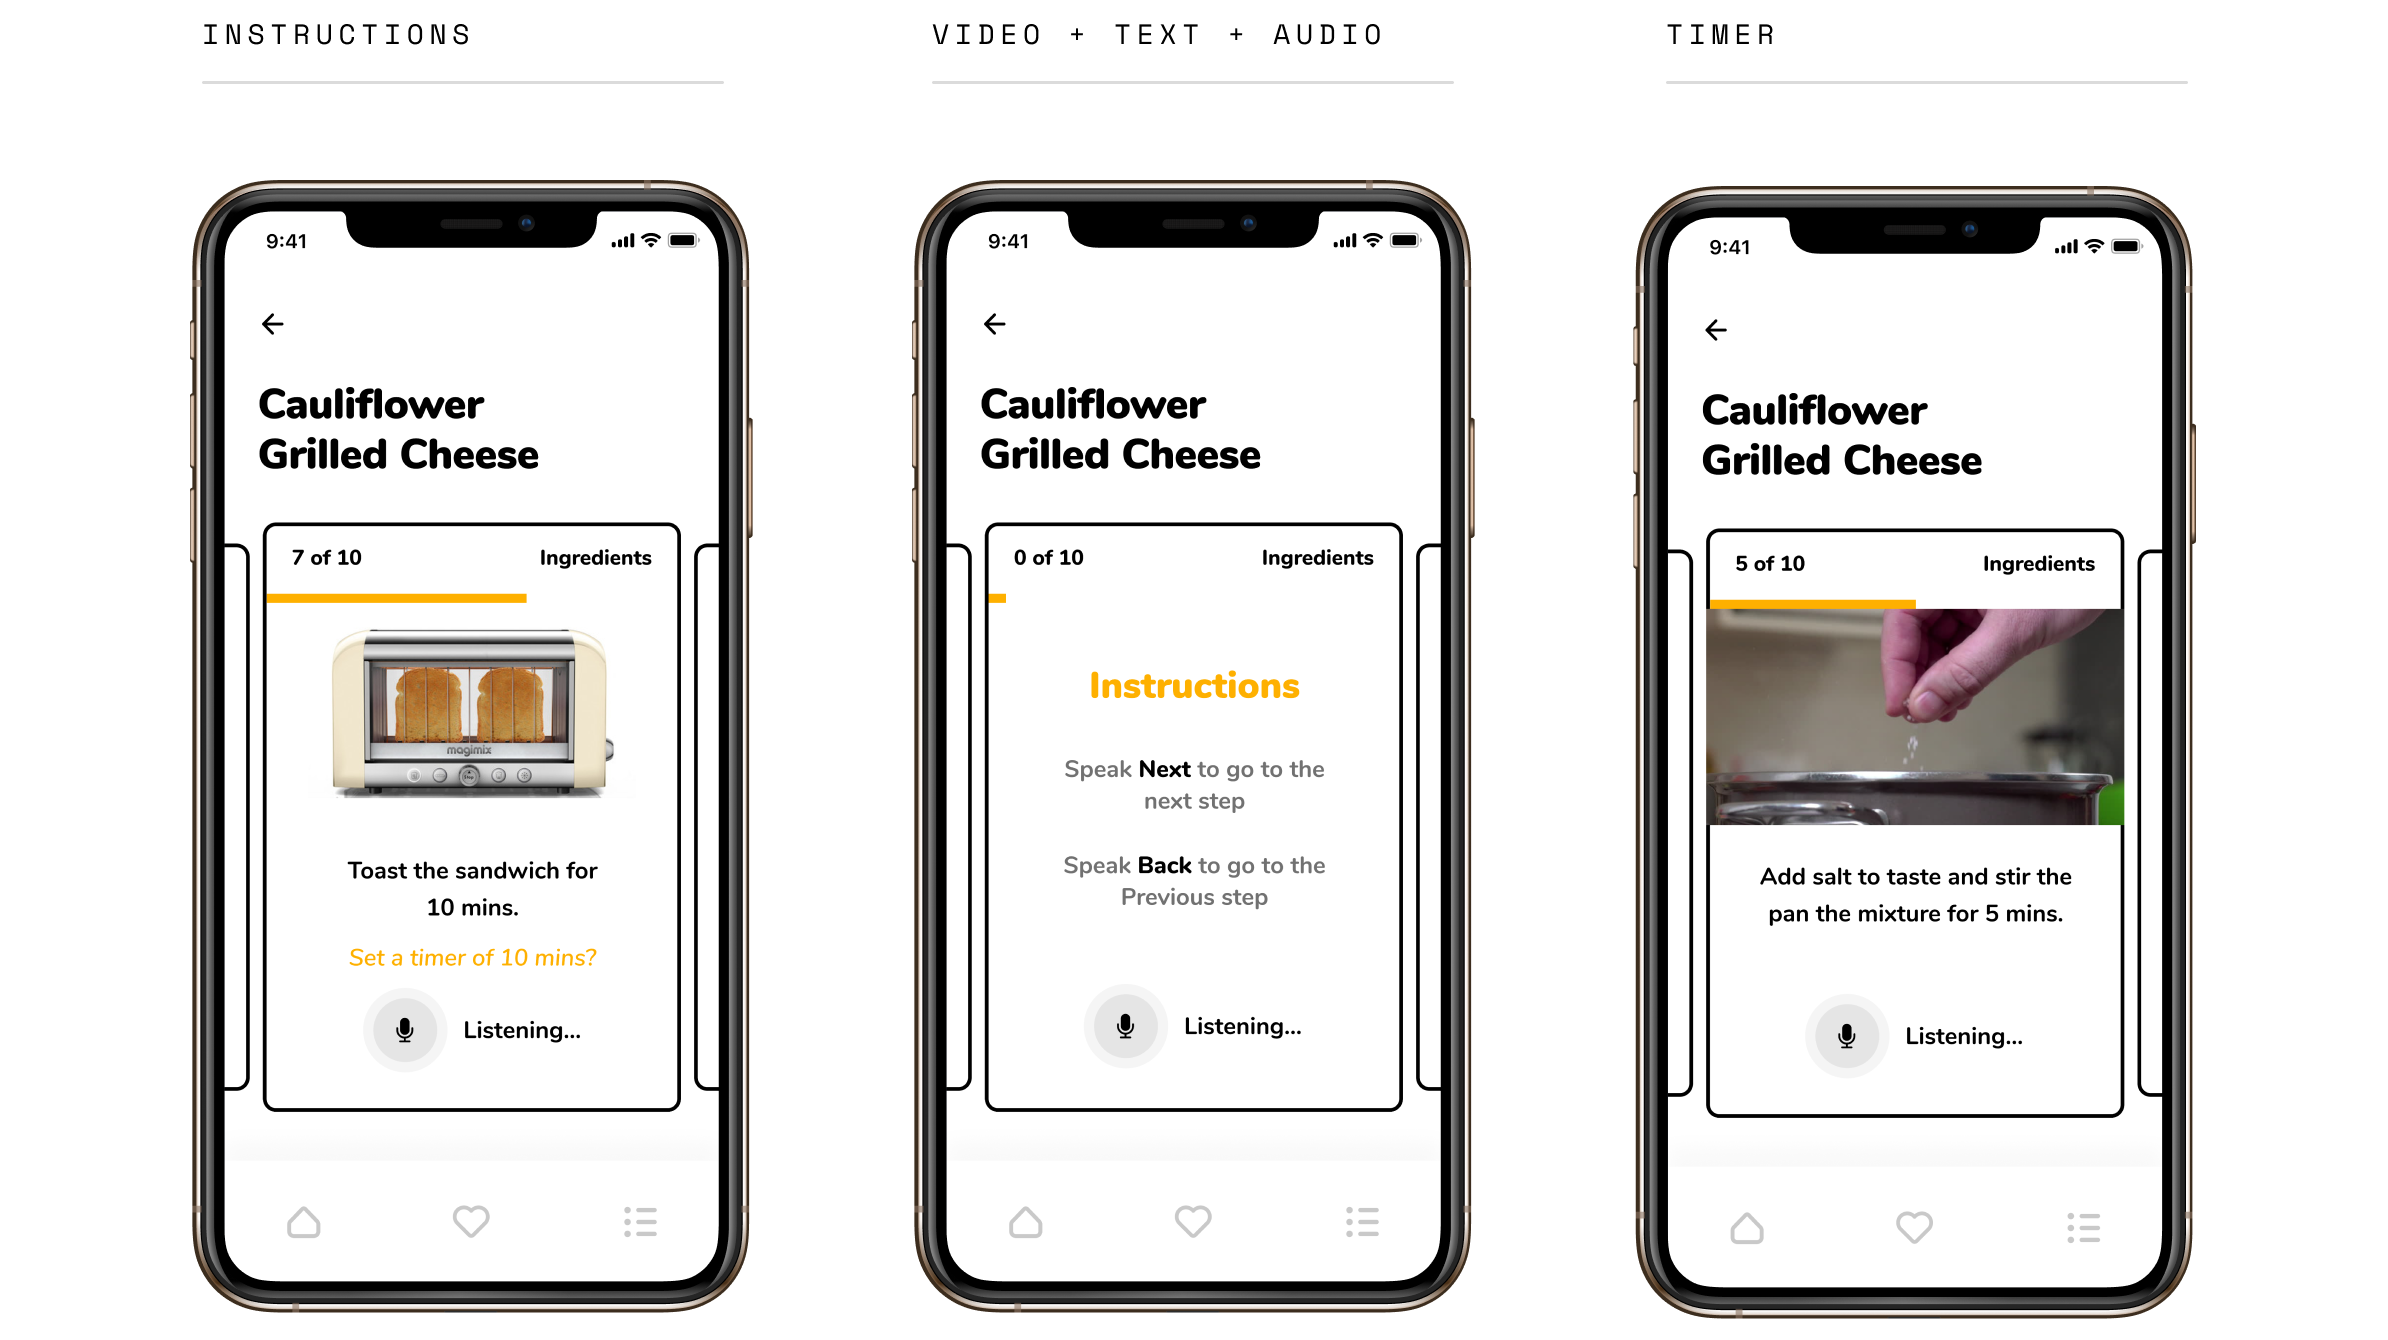 INSTRUCTIONS
VIDEO + TEXT + AUDIO
TIMER
9:41
Cauliflower
Grilled Cheese
7 of 10
Ingredients
magimix
Toast the sandwich for
10 mins.
Set a timer of 10 mins?
Listening...
9:41
Cauliflower
Grilled Cheese
0 of 10
Ingredients
Instructions
Speak Next to go to the
next step
Speak Back to go to the
Previous step
Listening...
9:41
Cauliflower
Grilled Cheese
5 of 10
Ingredients
Add salt to taste and stir the
pan the mixture for 5 mins.
Listening...